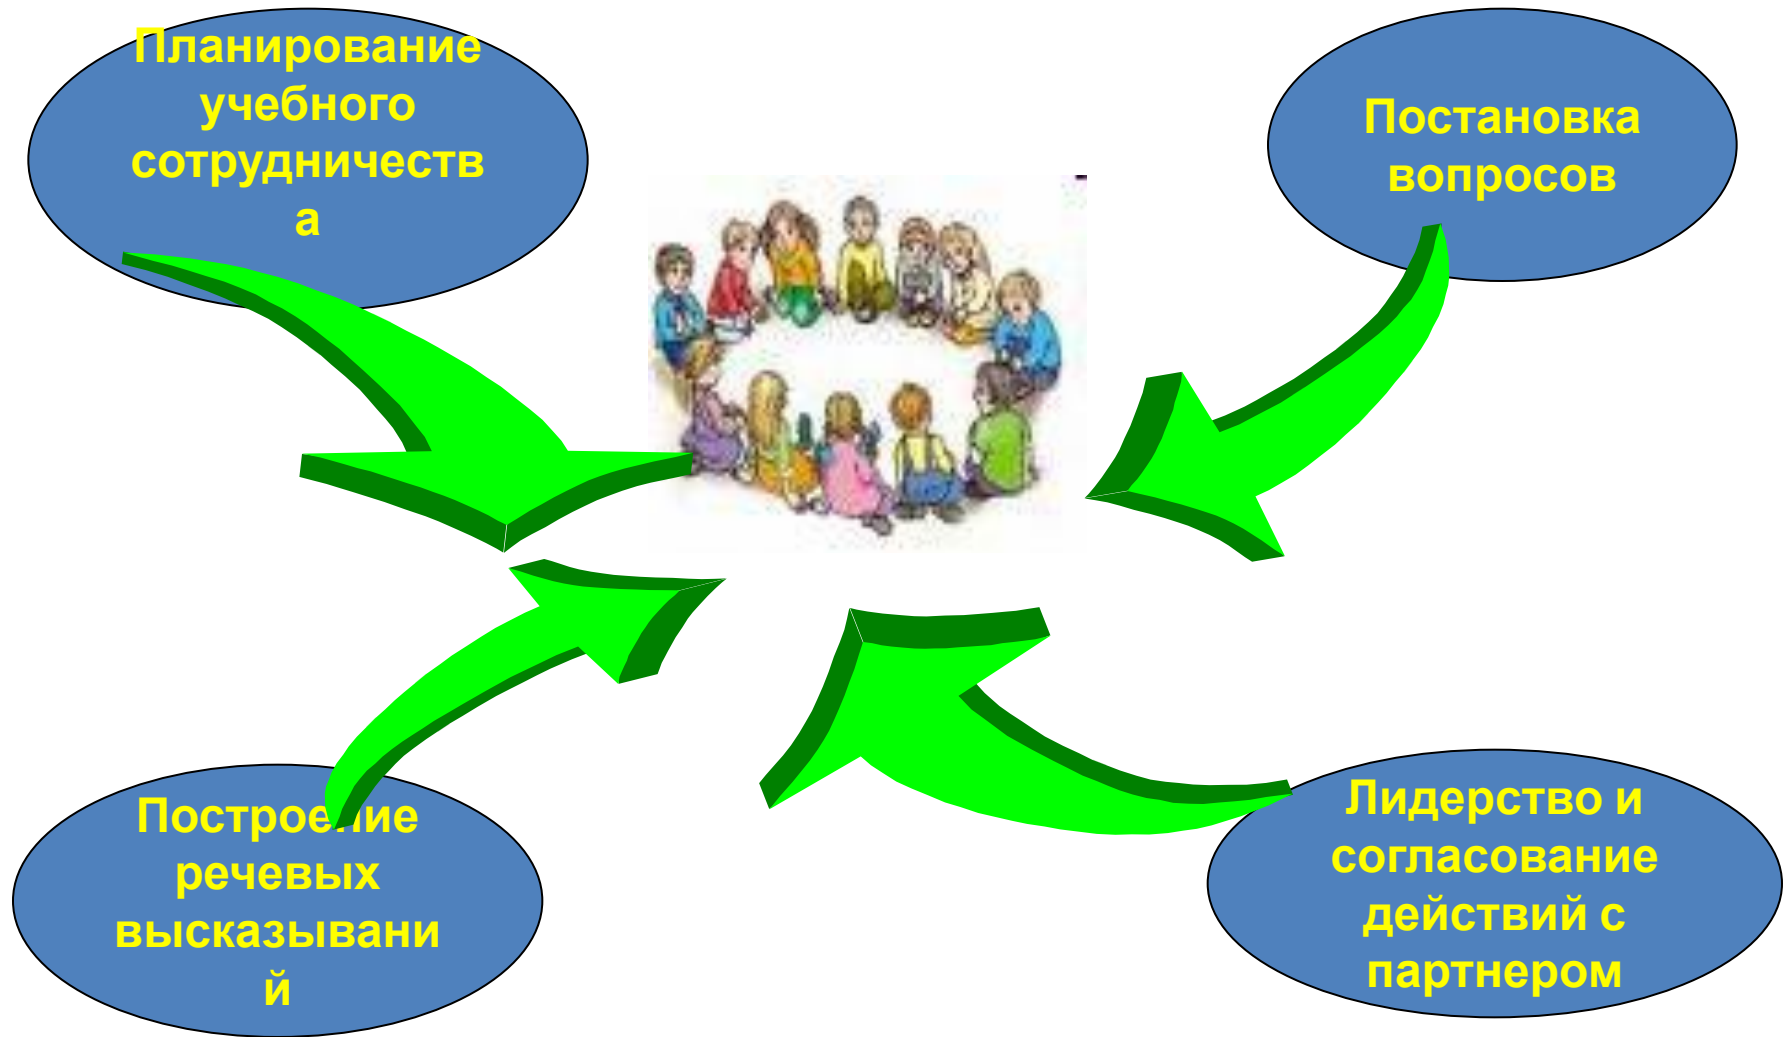 Планирование
учебного
сотрудничеств
а
Постановка
вопросов
Построение
речевых
высказывани
й
Лидерство и
согласование
действий с
партнером